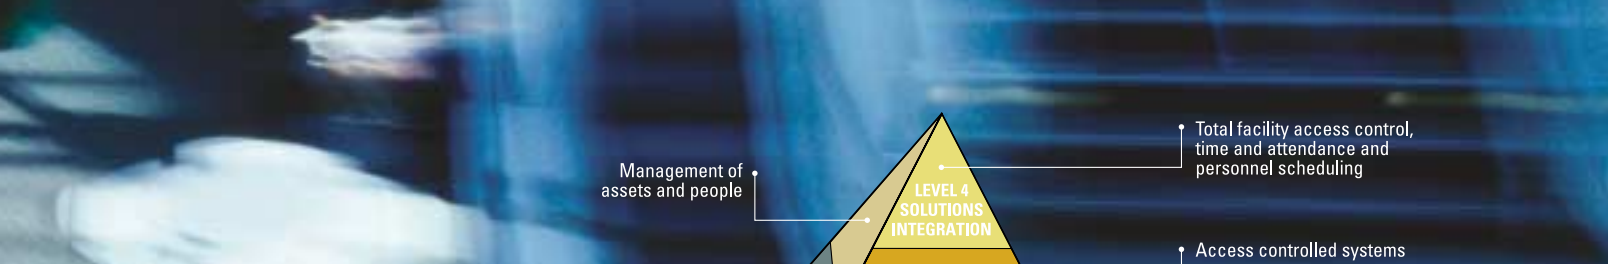 Total facility access control,
time and attendance and
personnel scheduling
Management of
assets and people
LEVEL 4
SOLUTIONS
INTEGRATION
Access controlled systems